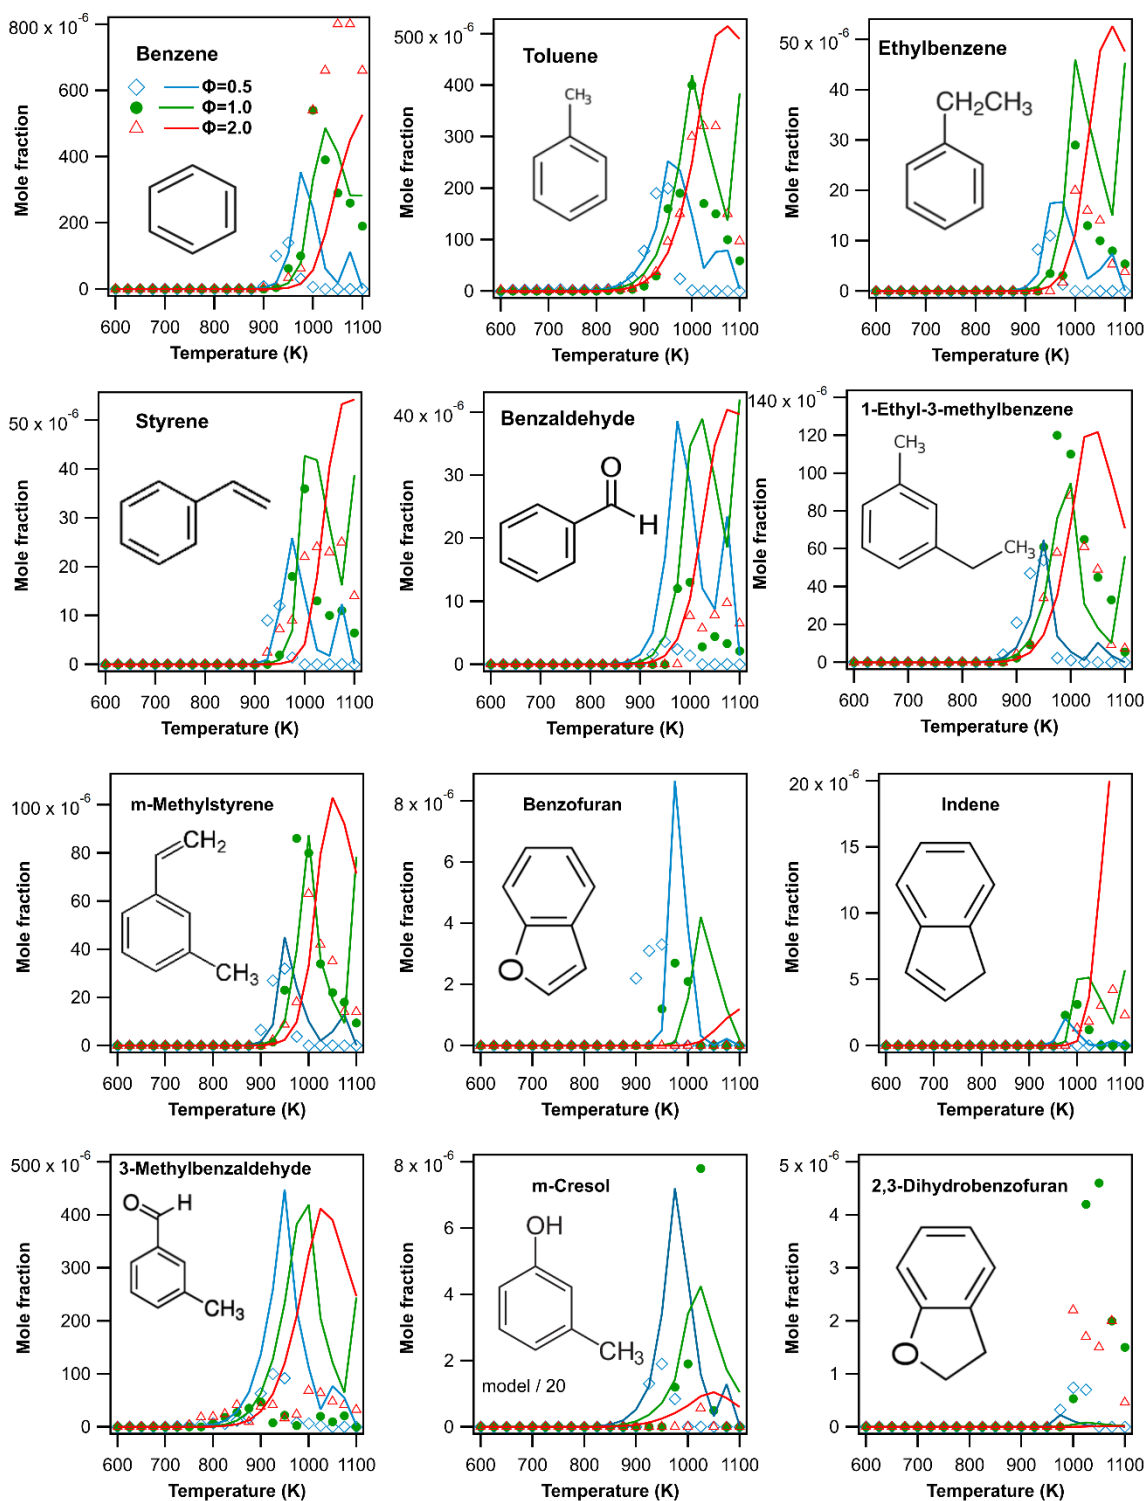 800 x 10⁻⁶
Benzene
Φ=0.5
Φ=1.0
Φ=2.0
600
400
200
0
Mole fraction
600 700 800 900 1000 1100
Temperature (K)
500 x 10⁻⁶
Toluene
CH₃
400
300
200
100
0
Mole fraction
600 700 800 900 1000 1100
Temperature (K)
50 x 10⁻⁶
Ethylbenzene
CH₂CH₃
40
30
20
10
0
Mole fraction
600 700 800 900 1000 1100
Temperature (K)
50 x 10⁻⁶
Styrene
40
30
20
10
0
Mole fraction
600 700 800 900 1000 1100
Temperature (K)
40 x 10⁻⁶
Benzaldehyde
O
H
30
20
10
0
Mole fraction
600 700 800 900 1000 1100
Temperature (K)
140 x 10⁻⁶
1-Ethyl-3-methylbenzene
CH₃
CH₃
120
100
80
60
40
20
0
Mole fraction
600 700 800 900 1000 1100
Temperature (K)
100 x 10⁻⁶
m-Methylstyrene
CH₂
CH₃
80
60
40
20
0
Mole fraction
600 700 800 900 1000 1100
Temperature (K)
8 x 10⁻⁶
Benzofuran
O
6
4
2
0
Mole fraction
600 700 800 900 1000 1100
Temperature (K)
20 x 10⁻⁶
Indene
15
10
5
0
Mole fraction
600 700 800 900 1000 1100
Temperature (K)
500 x 10⁻⁶
3-Methylbenzaldehyde
O
H
CH₃
400
300
200
100
0
Mole fraction
600 700 800 900 1000 1100
Temperature (K)
8 x 10⁻⁶
m-Cresol
OH
CH₃
model / 20
6
4
2
0
Mole fraction
600 700 800 900 1000 1100
Temperature (K)
5 x 10⁻⁶
2,3-Dihydrobenzofuran
O
4
3
2
1
0
Mole fraction
600 700 800 900 1000 1100
Temperature (K)